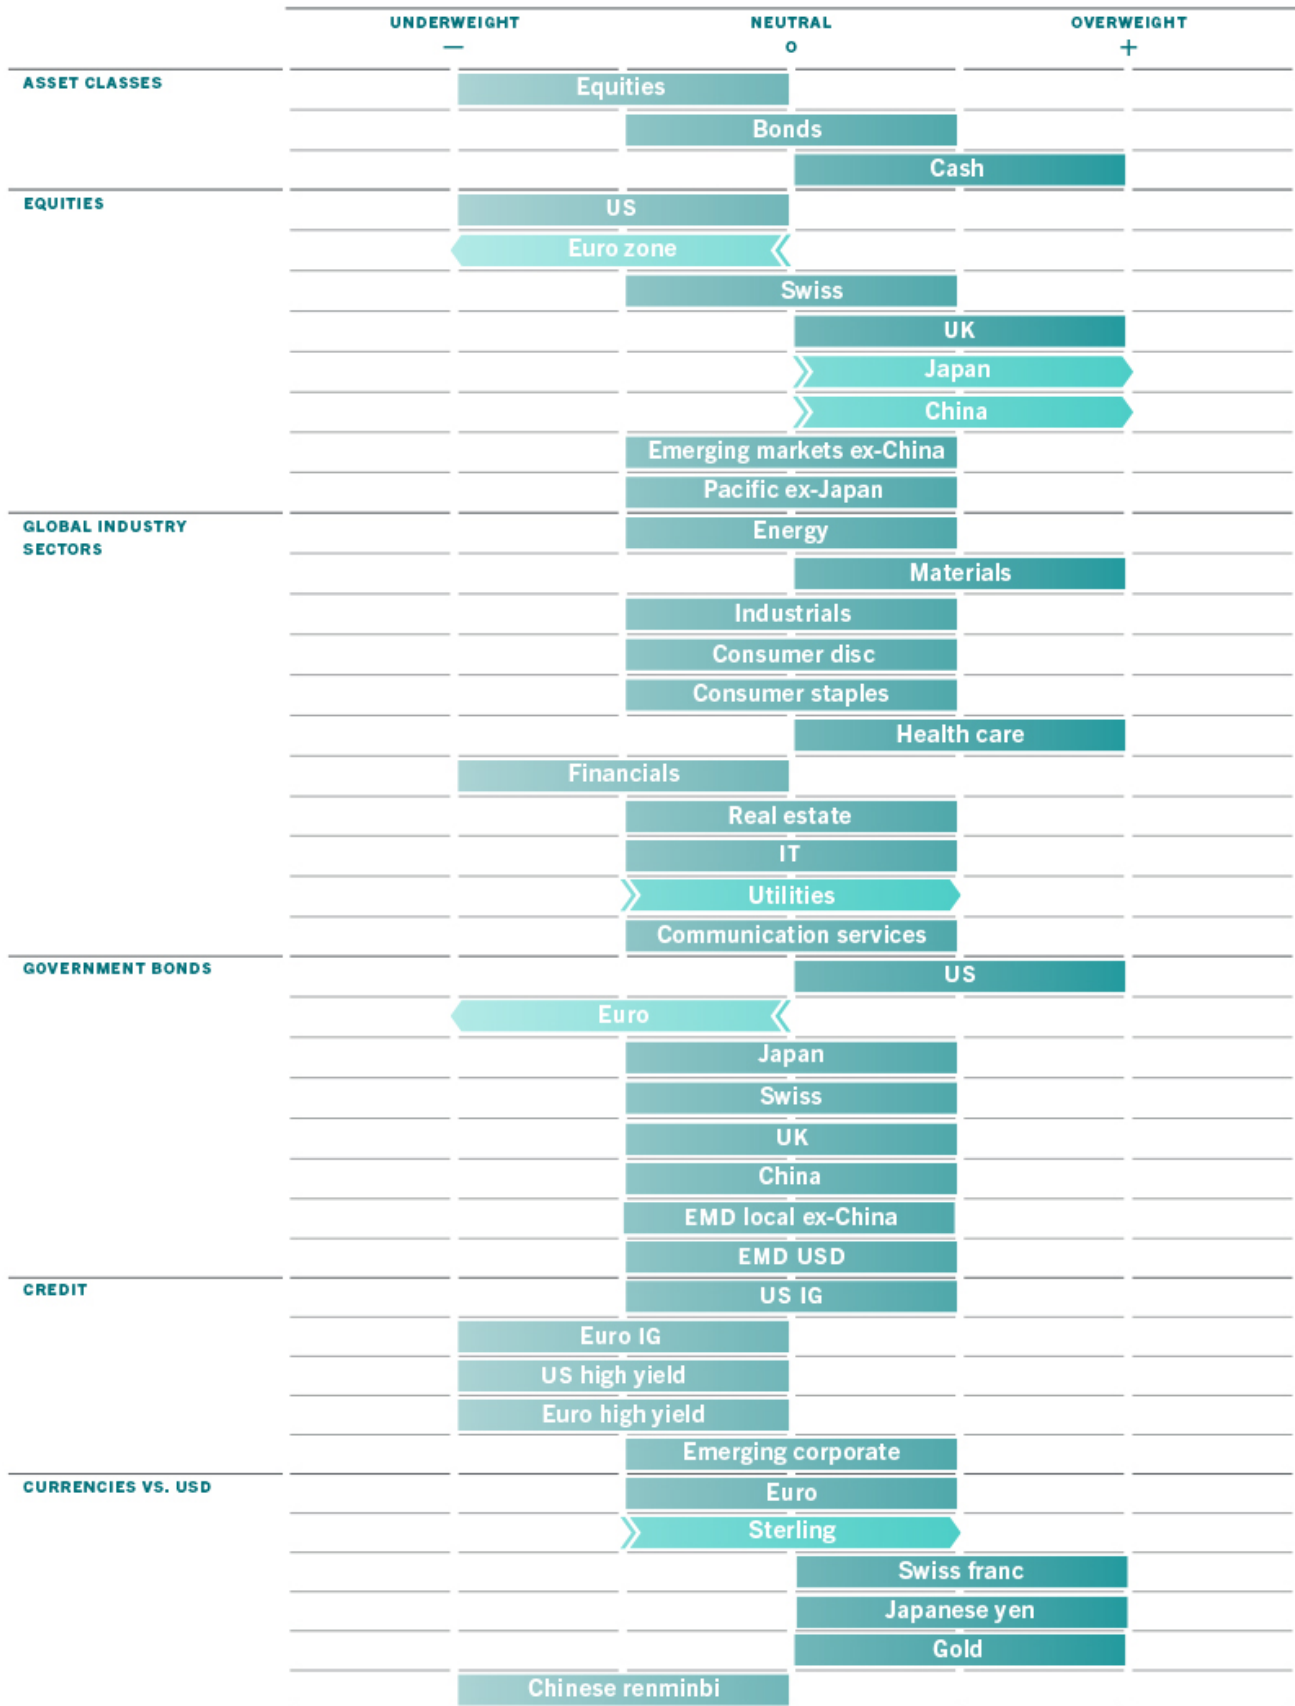 UNDERWEIGHT NEUTRAL OVERWEIGHT
— o +
ASSET CLASSES
Equities
Bonds
Cash
EQUITIES
US
Euro zone
Swiss
UK
Japan
China
Emerging markets ex-China
Pacific ex-Japan
GLOBAL INDUSTRY
SECTORS
Energy
Materials
Industrials
Consumer disc
Consumer staples
Health care
Financials
Real estate
IT
Utilities
Communication services
GOVERNMENT BONDS
US
Euro
Japan
Swiss
UK
China
EMD local ex-China
EMD USD
CREDIT
US IG
Euro IG
US high yield
Euro high yield
Emerging corporate
CURRENCIES VS. USD
Euro
Sterling
Swiss franc
Japanese yen
Gold
Chinese renminbi